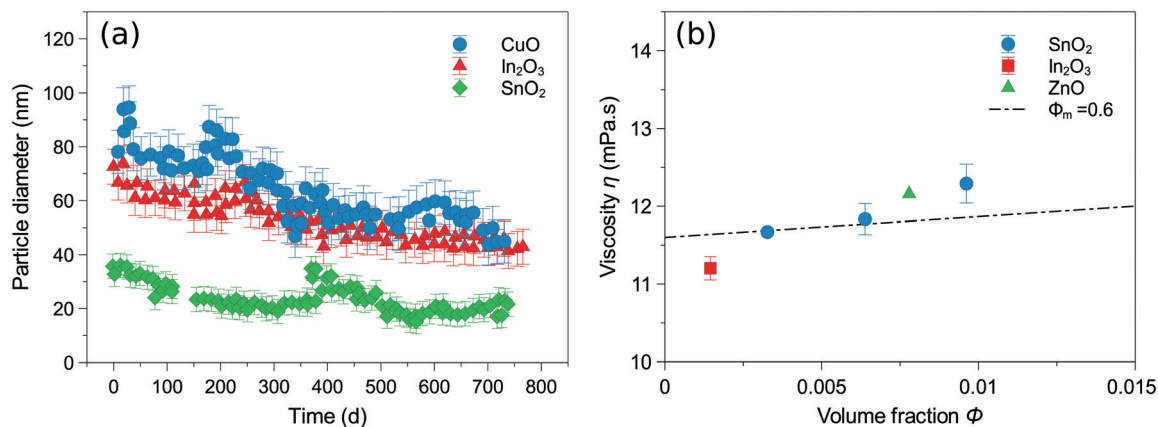 (a)
CuO
In₂O₃
SnO₂
120
100
80
60
40
20
0
Particle diameter (nm)
0 100 200 300 400 500 600 700 800
Time (d)
(b)
SnO₂
In₂O₃
ZnO
Φₘ =0.6
14
13
12
11
10
Viscosity η (mPa.s)
0 0.005 0.01 0.015
Volume fraction Φ